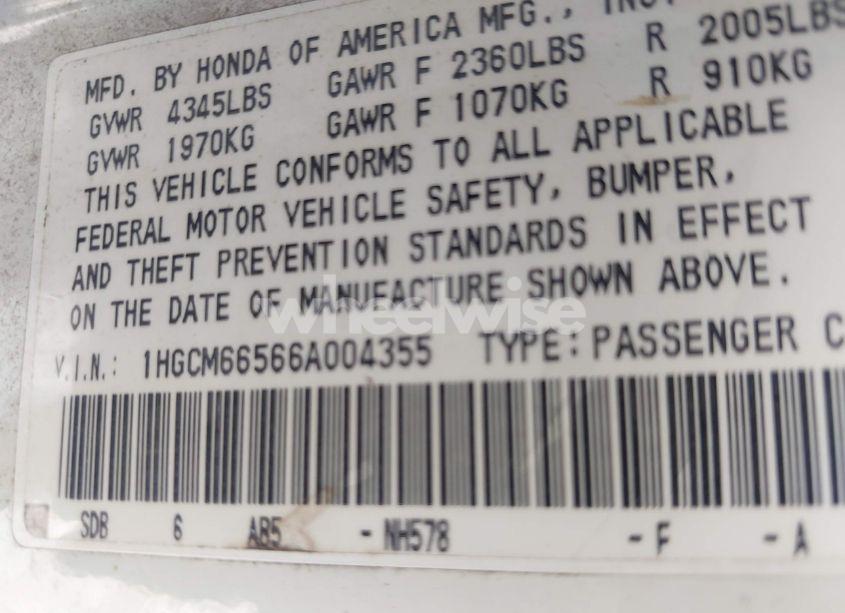 MFD. BY HONDA OF AMERICA MFG., INC.
GVWR 4345LBS GAWR F 2360LBS R 2005LBS
GVWR 1970KG GAWR F 1070KG R 910KG
THIS VEHICLE CONFORMS TO ALL APPLICABLE
FEDERAL MOTOR VEHICLE SAFETY, BUMPER,
AND THEFT PREVENTION STANDARDS IN EFFECT
ON THE DATE OF MANUFACTURE SHOWN ABOVE.
wheelwise
V.I.N.: 1HGCM66566A004355 TYPE: PASSENGER C
SDB 6 AB5 - NH578 - F - A